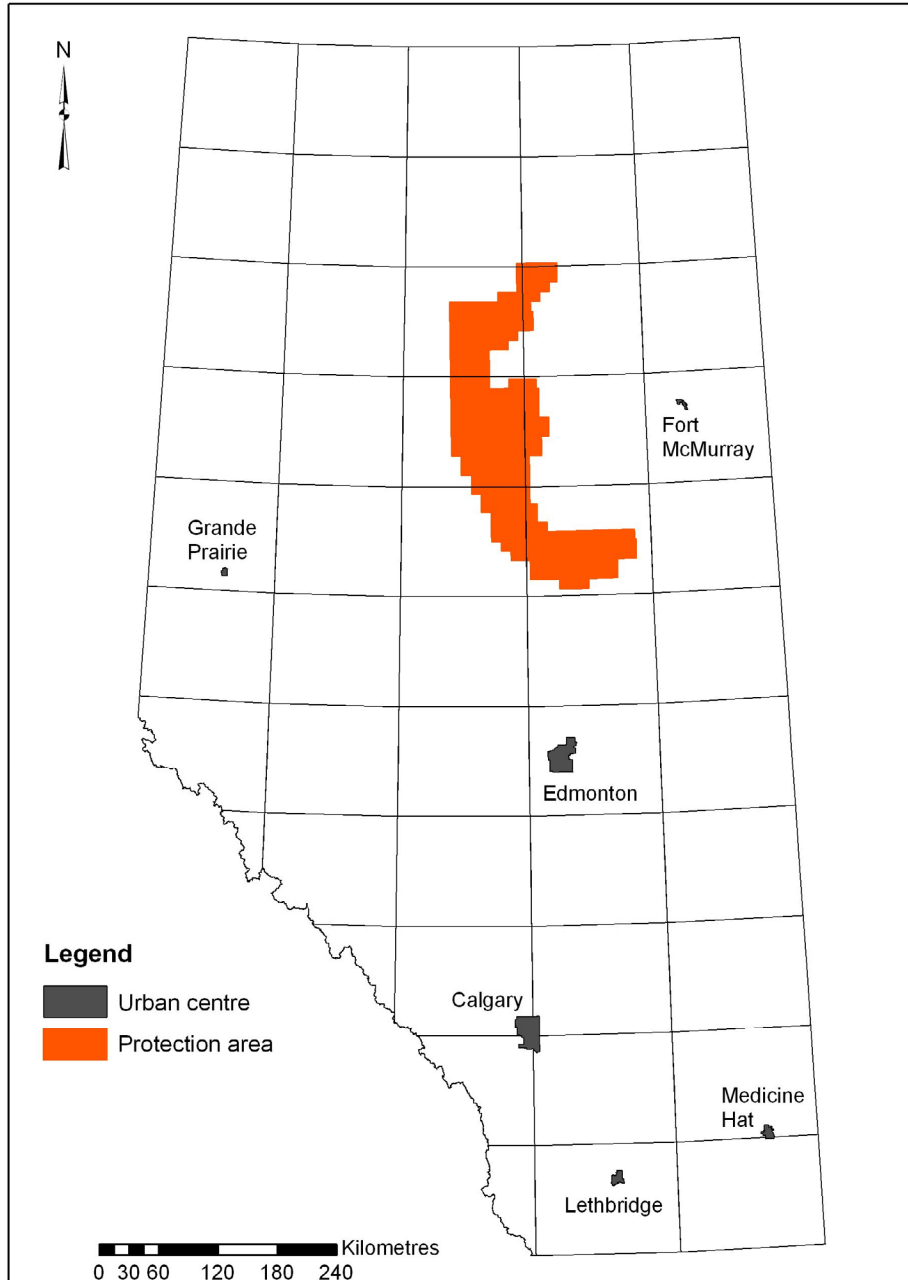 N
Fort
McMurray
Grande
Prairie
Edmonton
Legend
Urban centre
Protection area
Calgary
Medicine
Hat
Lethbridge
Kilometres
0 30 60 120 180 240